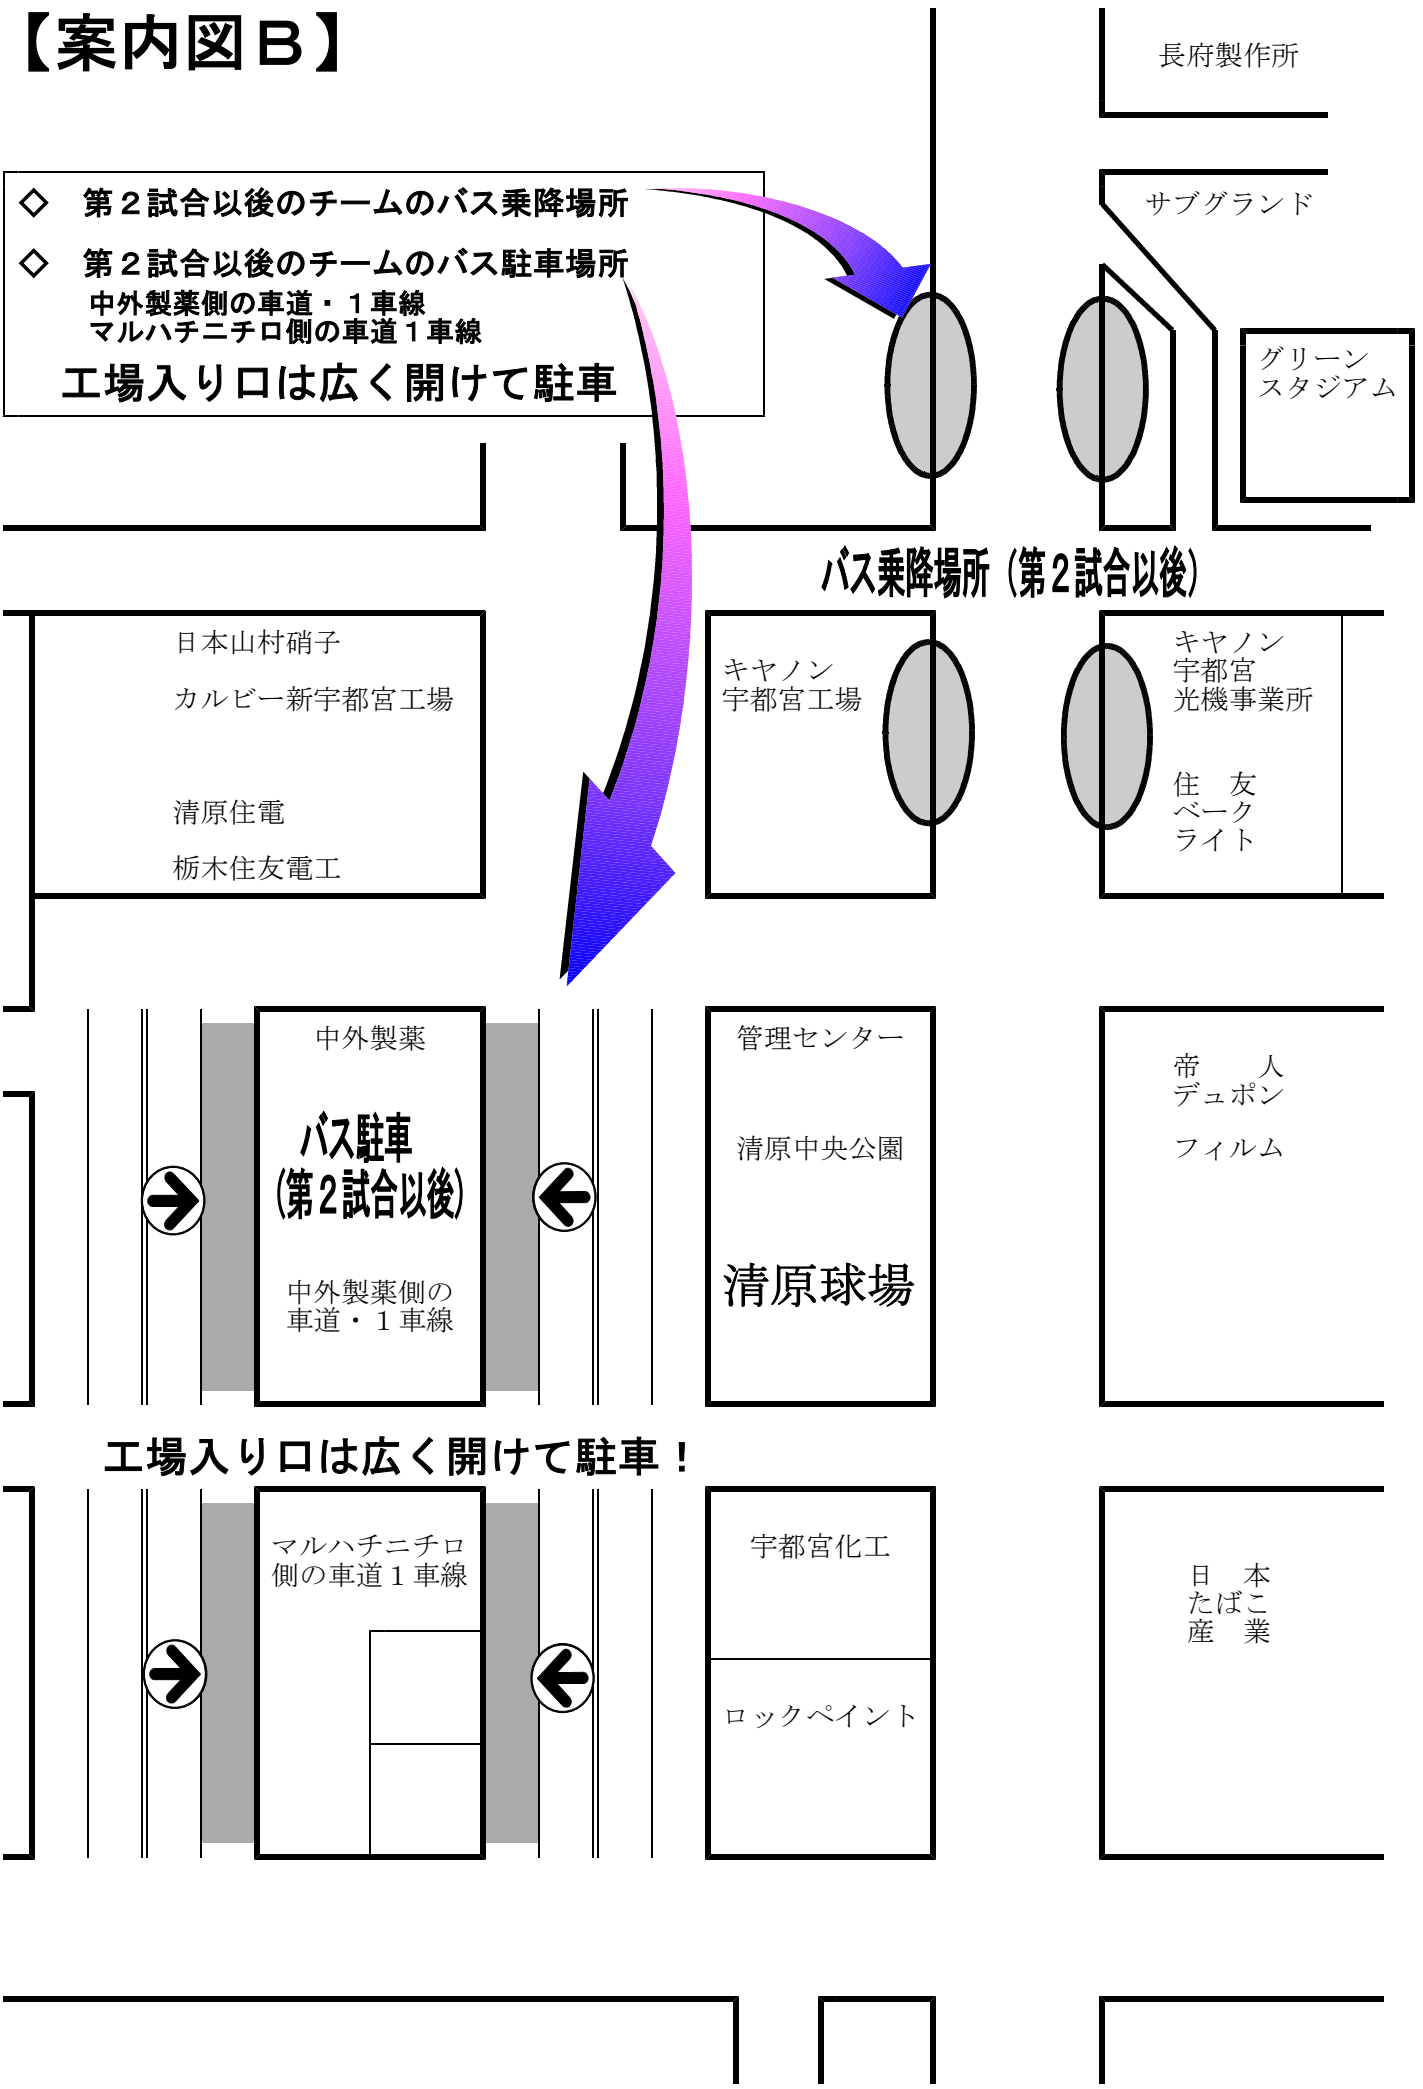 【案内図Ｂ】
長府製作所
◇　第２試合以後のチームのバス乗降場所
◇　第２試合以後のチームのバス駐車場所
中外製薬側の車道・１車線
マルハチニチロ側の車道１車線
工場入り口は広く開けて駐車
サブグランド
グリーン
スタジアム
バス乗降場所（第２試合以後）
日本山村硝子
カルビー新宇都宮工場
清原住電
栃木住友電工
キヤノン
宇都宮工場
キヤノン
宇都宮
光機事業所
住　友
ベーク
ライト
中外製薬
バス駐車
（第２試合以後）
中外製薬側の
車道・１車線
管理センター
清原中央公園
清原球場
帝　　人
デュポン
フィルム
工場入り口は広く開けて駐車！
マルハチニチロ
側の車道１車線
宇都宮化工
ロックペイント
日　本
たばこ
産　業